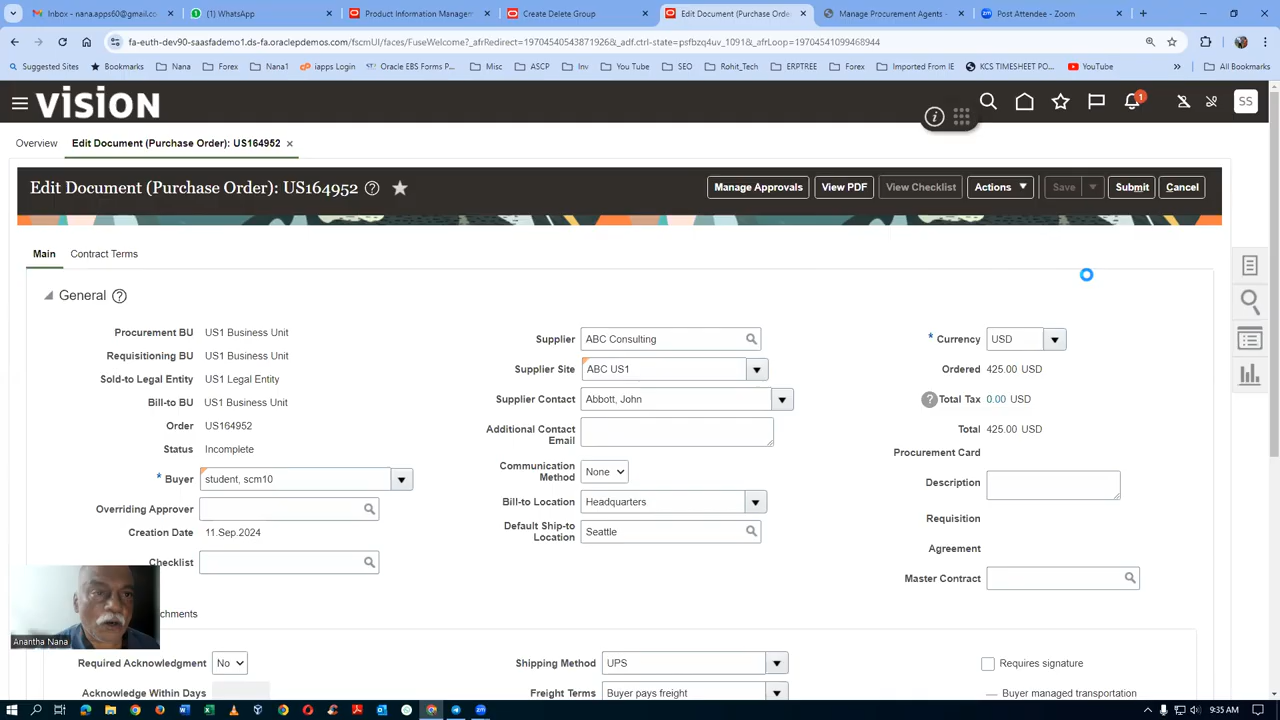 Inbox - nana.apps60@gmail.co
WhatsApp
Product Information Managem
Create Delete Group
Edit Document (Purchase Order)
Manage Procurement Agents -
Post Attendee - Zoom
fa-euth-dev90-saasfademo1.ds-fa.oraclepdemos.com/fscmUI/faces/FuseWelcome?_afrRedirect=19704540543871926&_adf.ctrl-state=psfbzq4uv_1091&_afrLoop=19704541099468944
Suggested Sites
Bookmarks
Nana
Forex
Nana1
iapps Login
Oracle EBS Forms P...
Misc
ASCP
Inv
You Tube
SEO
Rohit_Tech
ERPTREE
Forex
Imported From IE
KCS TIMESHEET PO...
YouTube
All Bookmarks
VISION
1
SS
Overview
Edit Document (Purchase Order): US164952
Edit Document (Purchase Order): US164952
Manage Approvals
View PDF
View Checklist
Actions
Save
Submit
Cancel
Main
Contract Terms
General
Procurement BU US1 Business Unit
Requisitioning BU US1 Business Unit
Sold-to Legal Entity US1 Legal Entity
Bill-to BU US1 Business Unit
Order US164952
Status Incomplete
* Buyer student, scm10
Overriding Approver
Creation Date 11.Sep.2024
Checklist
chments
Supplier ABC Consulting
Supplier Site ABC US1
Supplier Contact Abbott, John
Additional Contact
Email
Communication
Method None
Bill-to Location Headquarters
Default Ship-to
Location Seattle
* Currency USD
Ordered 425.00 USD
Total Tax 0.00 USD
Total 425.00 USD
Procurement Card
Description
Requisition
Agreement
Master Contract
Anantha Nana
Required Acknowledgment No
Shipping Method UPS
Requires signature
Acknowledge Within Days
Freight Terms Buyer pays freight
Buyer managed transportation
9:35 AM